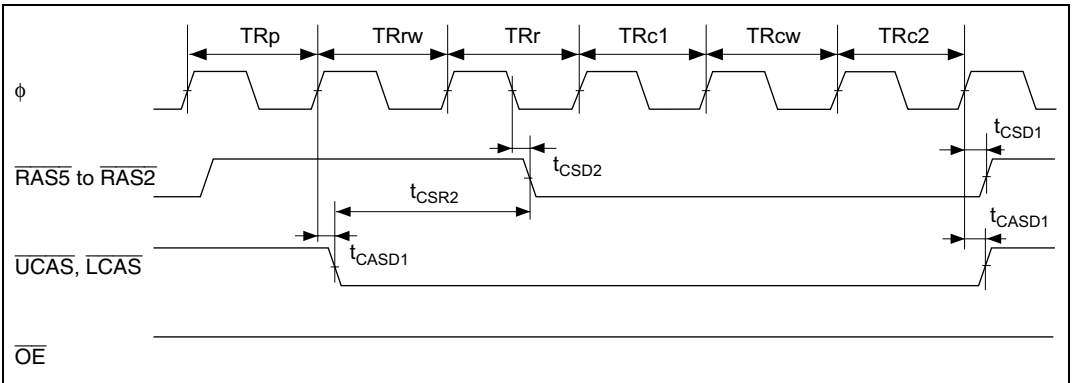 TRp TRrw TRr TRc1 TRcw TRc2
ϕ
tCSD1
RAS5 to RAS2
tCSD2
tCSR2
tCASD1
UCAS, LCAS
tCASD1
OE